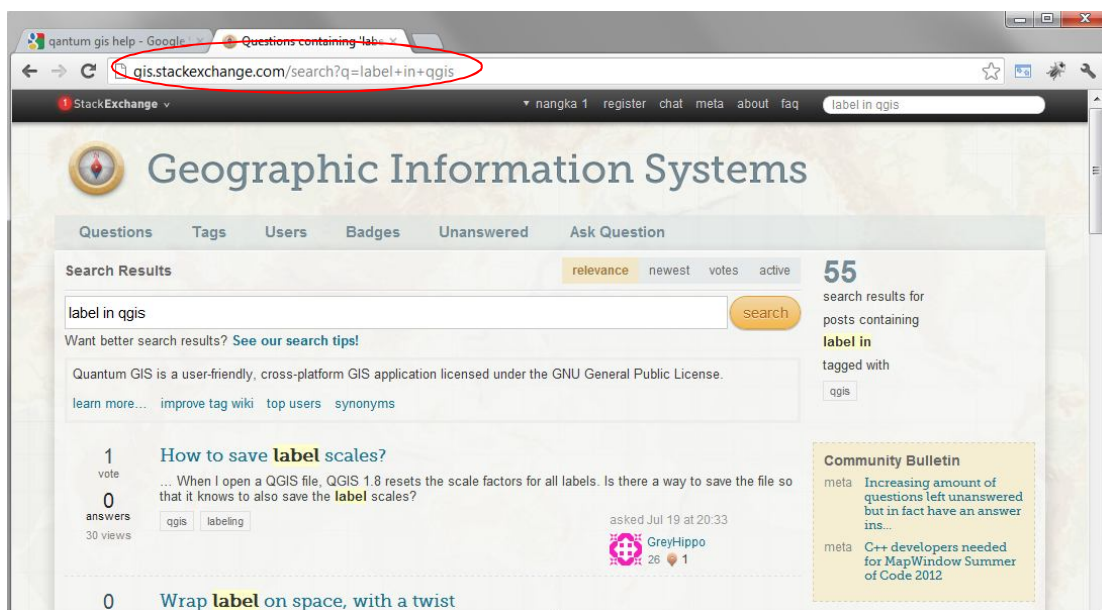 qantum gis help - Google
Questions containing 'labe
gis.stackexchange.com/search?q=label+in+qgis
1 StackExchange
nangka 1 register chat meta about faq
label in qgis
Geographic Information Systems
Questions Tags Users Badges Unanswered Ask Question
Search Results
relevance newest votes active
label in qgis
search
Want better search results? See our search tips!
Quantum GIS is a user-friendly, cross-platform GIS application licensed under the GNU General Public License.
learn more... improve tag wiki top users synonyms
55
search results for
posts containing
label in
tagged with
qgis
1
vote
0
answers
30 views
How to save label scales?
... When I open a QGIS file, QGIS 1.8 resets the scale factors for all labels. Is there a way to save the file so
that it knows to also save the label scales?
qgis labeling
asked Jul 19 at 20:33
GreyHippo
26 1
Community Bulletin
meta Increasing amount of
questions left unanswered
but in fact have an answer
ins...
meta C++ developers needed
for MapWindow Summer
of Code 2012
0
Wrap label on space, with a twist